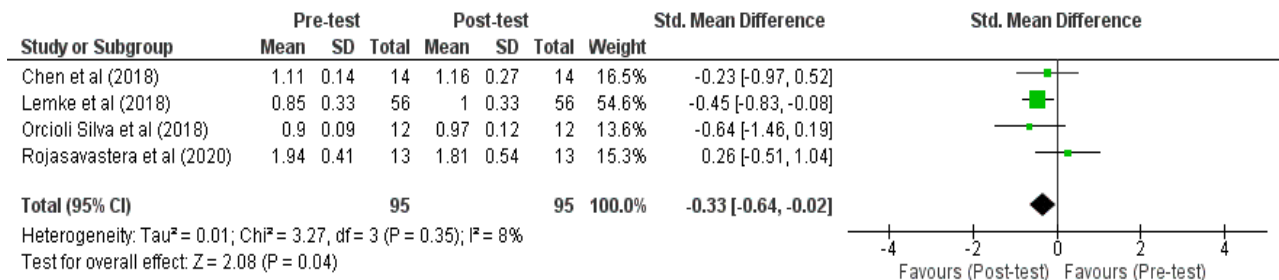 Pre-test Post-test Std. Mean Difference Std. Mean Difference
Study or Subgroup Mean SD Total Mean SD Total Weight
Chen et al (2018) 1.11 0.14 14 1.16 0.27 14 16.5% -0.23 [-0.97, 0.52]
Lemke et al (2018) 0.85 0.33 56 1 0.33 56 54.6% -0.45 [-0.83, -0.08]
Orcioli Silva et al (2018) 0.9 0.09 12 0.97 0.12 12 13.6% -0.64 [-1.46, 0.19]
Rojasavastera et al (2020) 1.94 0.41 13 1.81 0.54 13 15.3% 0.26 [-0.51, 1.04]
Total (95% CI) 95 95 100.0% -0.33 [-0.64, -0.02]
Heterogeneity: Tau² = 0.01; Chi² = 3.27, df = 3 (P = 0.35); I² = 8%
Test for overall effect: Z = 2.08 (P = 0.04)
-4 -2 0 2 4
Favours (Post-test) Favours (Pre-test)